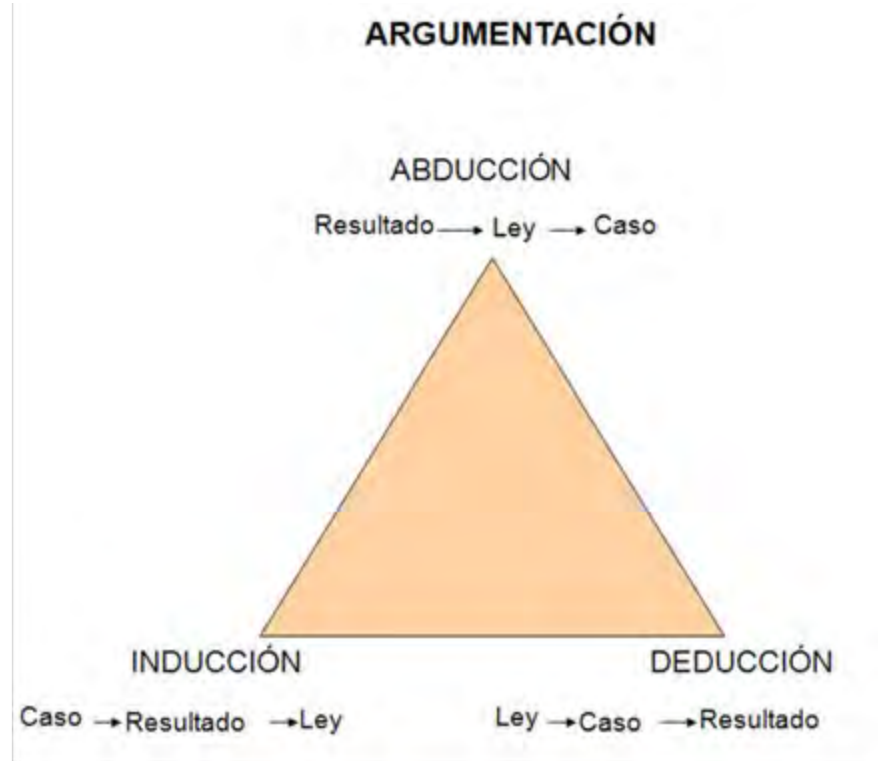 ARGUMENTACIÓN
ABDUCCIÓN
Resultado → Ley → Caso
INDUCCIÓN
DEDUCCIÓN
Caso → Resultado → Ley
Ley → Caso → Resultado